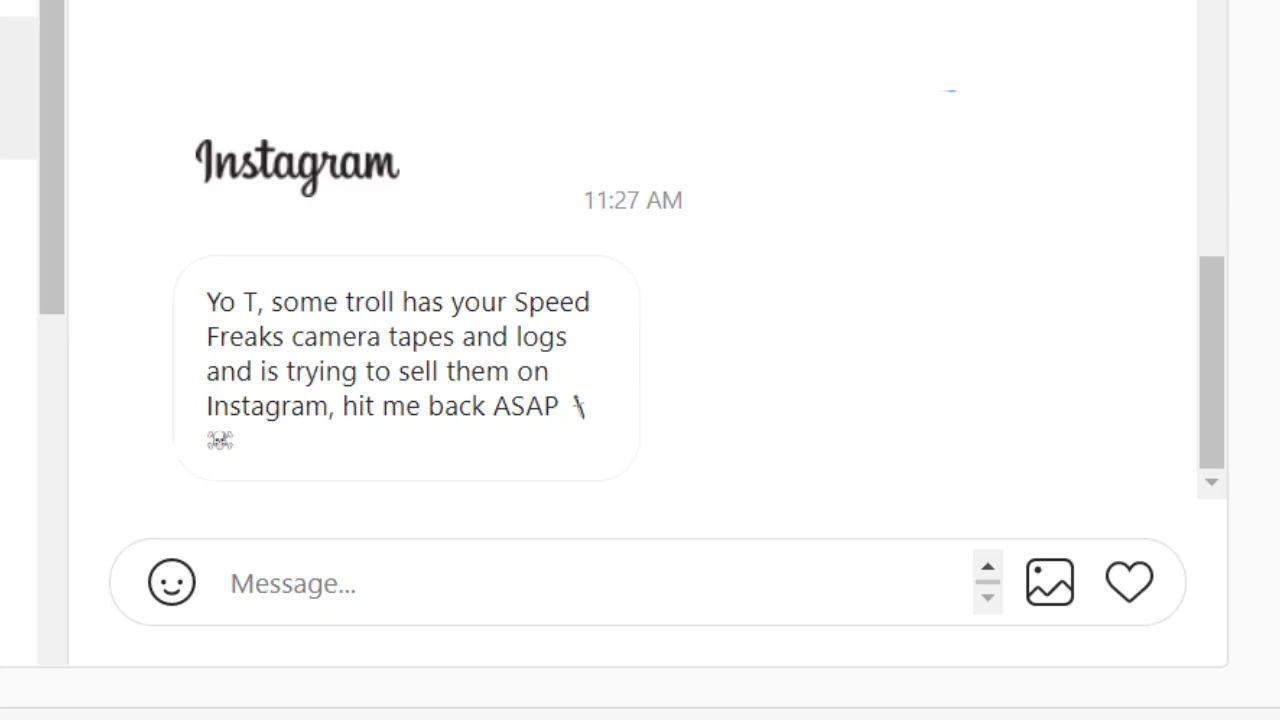 Instagram
11:27 AM
Yo T, some troll has your Speed
Freaks camera tapes and logs
and is trying to sell them on
Instagram, hit me back ASAP 🔪
☠️
Message...